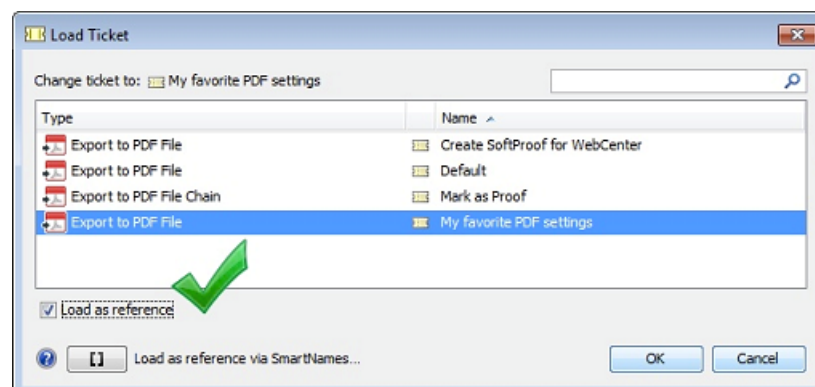 Load Ticket
Change ticket to: My favorite PDF settings
Type Name
Export to PDF File Create SoftProof for WebCenter
Export to PDF File Default
Export to PDF File Chain Mark as Proof
Export to PDF File My favorite PDF settings
Load as reference
[] Load as reference via SmartNames... OK Cancel